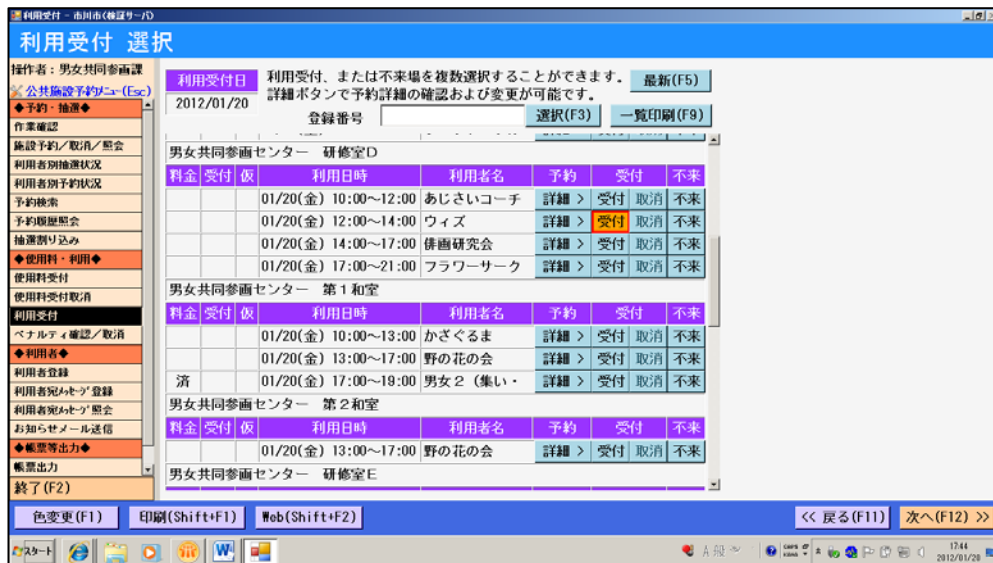 利用受付 - 市川市(検証サーバ)
利用受付 選択
操作者：男女共同参画課
公共施設予約メニュー(Esc)
◆予約・抽選◆
作業確認
施設予約／取消／照会
利用者別抽選状況
利用者別予約状況
予約検索
予約履歴照会
抽選割り込み
◆使用料・利用◆
使用料受付
使用料受付取消
利用受付
ペナルティ確認／取消
◆利用者◆
利用者登録
利用者宛メッセージ登録
利用者宛メッセージ照会
お知らせメール送信
◆帳票等出力◆
帳票出力
終了(F2)
利用受付日
2012/01/20
利用受付、または不来場を複数選択することができます。
詳細ボタンで予約詳細の確認および変更が可能です。
最新(F5)
登録番号 選択(F3) 一覧印刷(F9)
男女共同参画センター 研修室D
料金 受付 仮 利用日時 利用者名 予約 受付 不来
01/20(金) 10:00～12:00 あじさいコーチ 詳細 > 受付 取消 不来
01/20(金) 12:00～14:00 ウィズ 詳細 > 受付 取消 不来
01/20(金) 14:00～17:00 俳画研究会 詳細 > 受付 取消 不来
01/20(金) 17:00～21:00 フラワーサーク 詳細 > 受付 取消 不来
男女共同参画センター 第1和室
料金 受付 仮 利用日時 利用者名 予約 受付 不来
01/20(金) 10:00～13:00 かざぐるま 詳細 > 受付 取消 不来
01/20(金) 13:00～17:00 野の花の会 詳細 > 受付 取消 不来
済 01/20(金) 17:00～19:00 男女2（集い・ 詳細 > 受付 取消 不来
男女共同参画センター 第2和室
料金 受付 仮 利用日時 利用者名 予約 受付 不来
01/20(金) 13:00～17:00 野の花の会 詳細 > 受付 取消 不来
男女共同参画センター 研修室E
色変更(F1) 印刷(Shift+F1) Web(Shift+F2) << 戻る(F11) 次へ(F12) >>
スタート
A 般
CAPS
KANA
17:44
2012/01/20